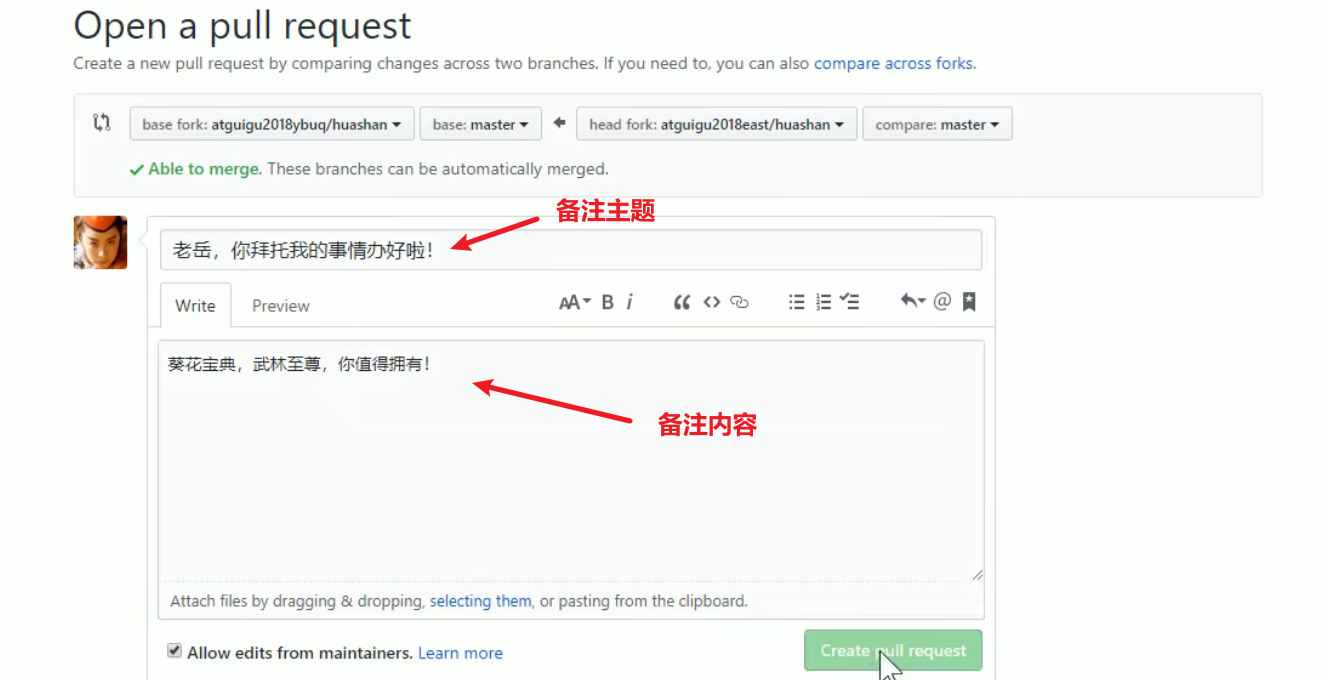 Open a pull request
Create a new pull request by comparing changes across two branches. If you need to, you can also compare across forks.
base fork: atguigu2018ybuq/huashan base: master head fork: atguigu2018east/huashan compare: master
Able to merge. These branches can be automatically merged.
备注主题
老岳，你拜托我的事情办好啦！
Write Preview AA B i
葵花宝典，武林至尊，你值得拥有！
备注内容
Attach files by dragging & dropping, selecting them, or pasting from the clipboard.
Allow edits from maintainers. Learn more Create pull request